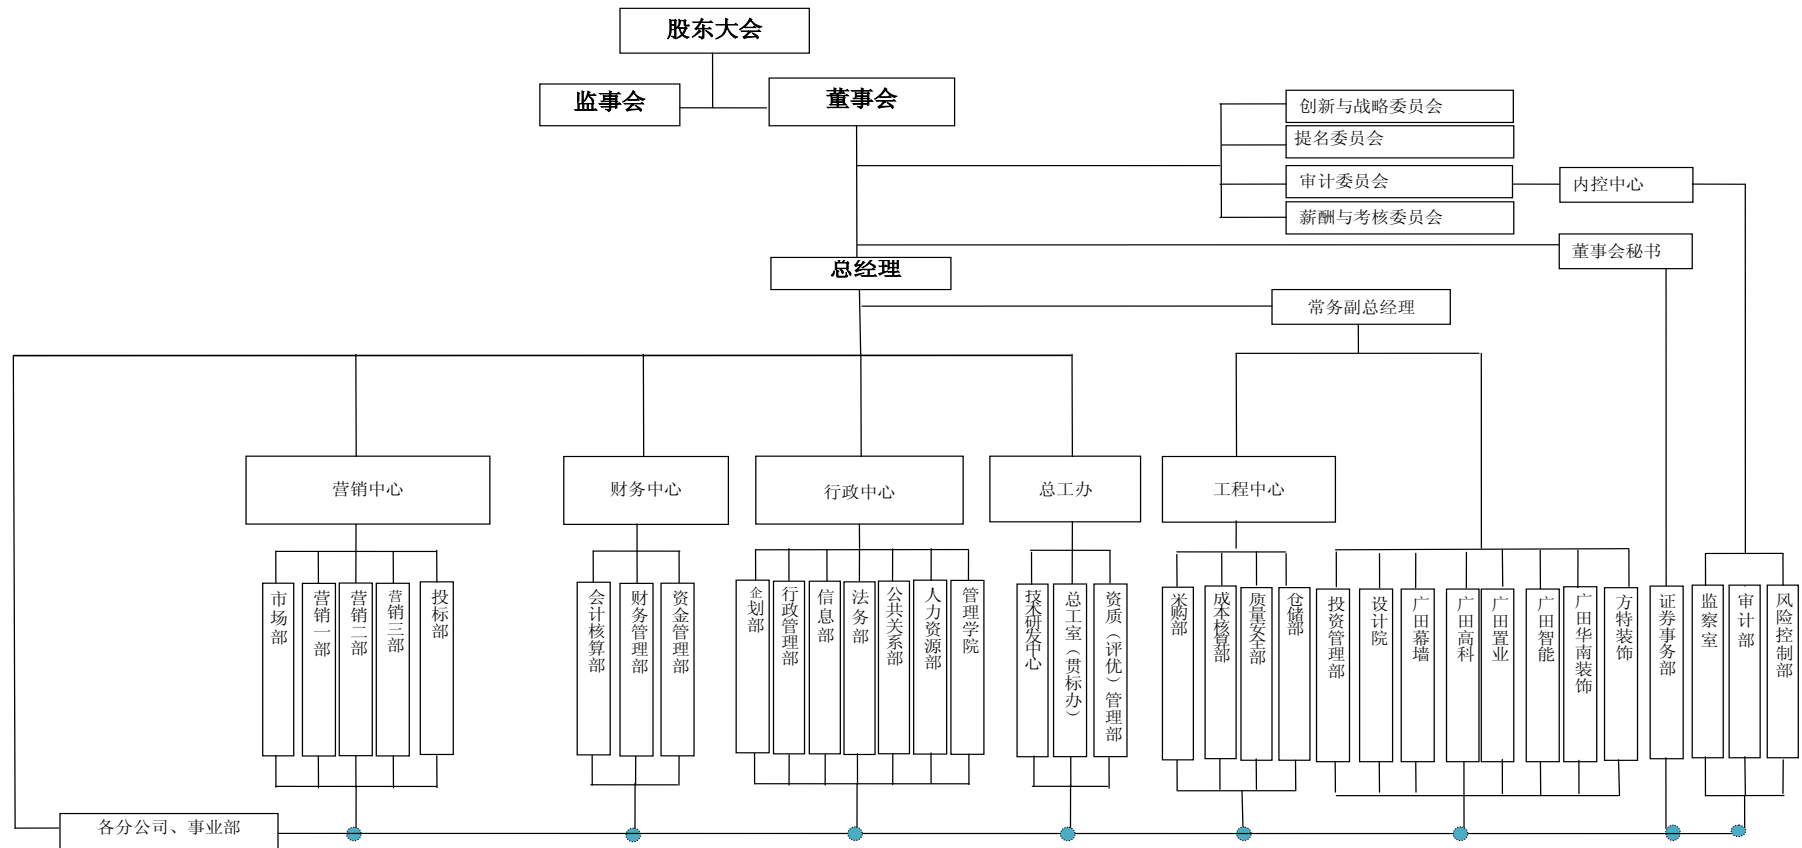 股东大会
监事会
董事会
创新与战略委员会
提名委员会
审计委员会
内控中心
薪酬与考核委员会
董事会秘书
总经理
常务副总经理
营销中心
财务中心
行政中心
总工办
工程中心
市场部
营销一部
营销二部
营销三部
投标部
会计核算部
财务管理部
资金管理部
企划部
行政管理部
信息部
法务部
公共关系部
人力资源部
管理学院
技术研发中心
总工室（贯标办）
资质（评优）管理部
采购部
成本核算部
质量安全部
仓储部
投资管理部
设计院
广田幕墙
广田高科
广田置业
广田智能
广田华南装饰
方特装饰
证券事务部
监察室
审计部
风险控制部
各分公司、事业部